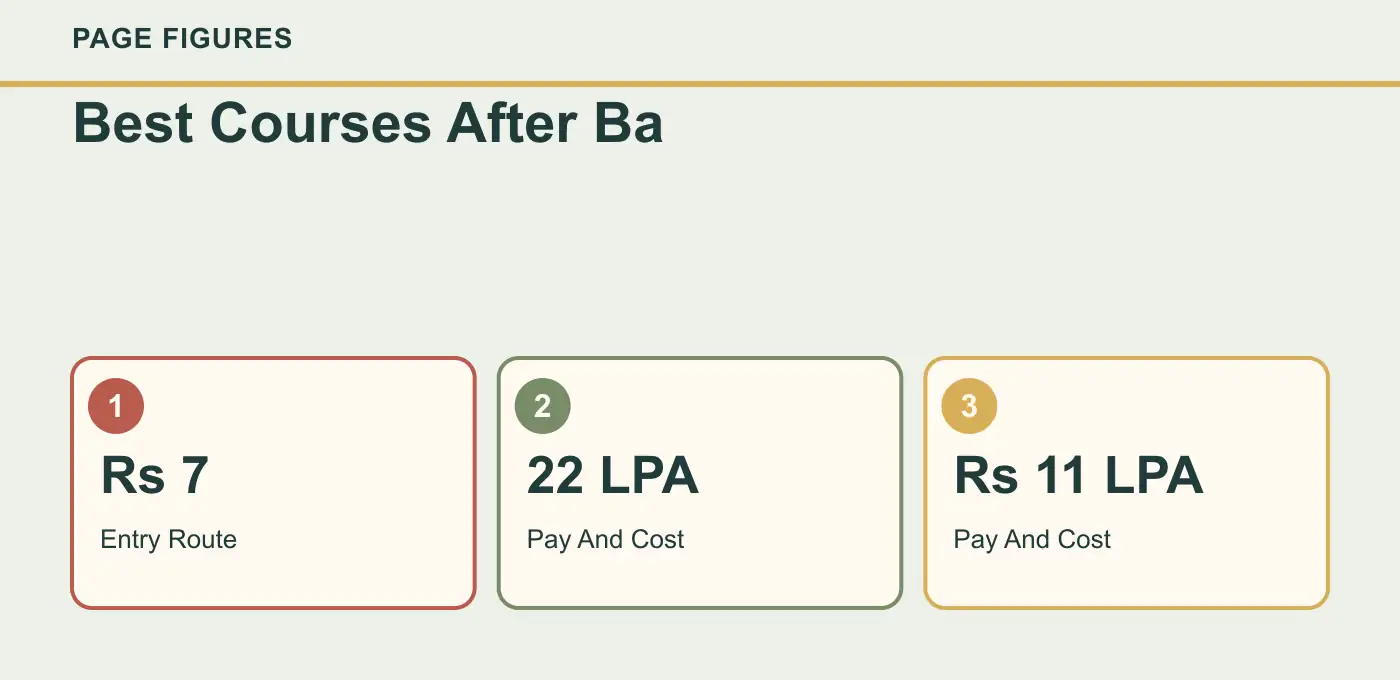 PAGE FIGURES
Best Courses After Ba
1
Rs 7
Entry Route
2
22 LPA
Pay And Cost
3
Rs 11 LPA
Pay And Cost